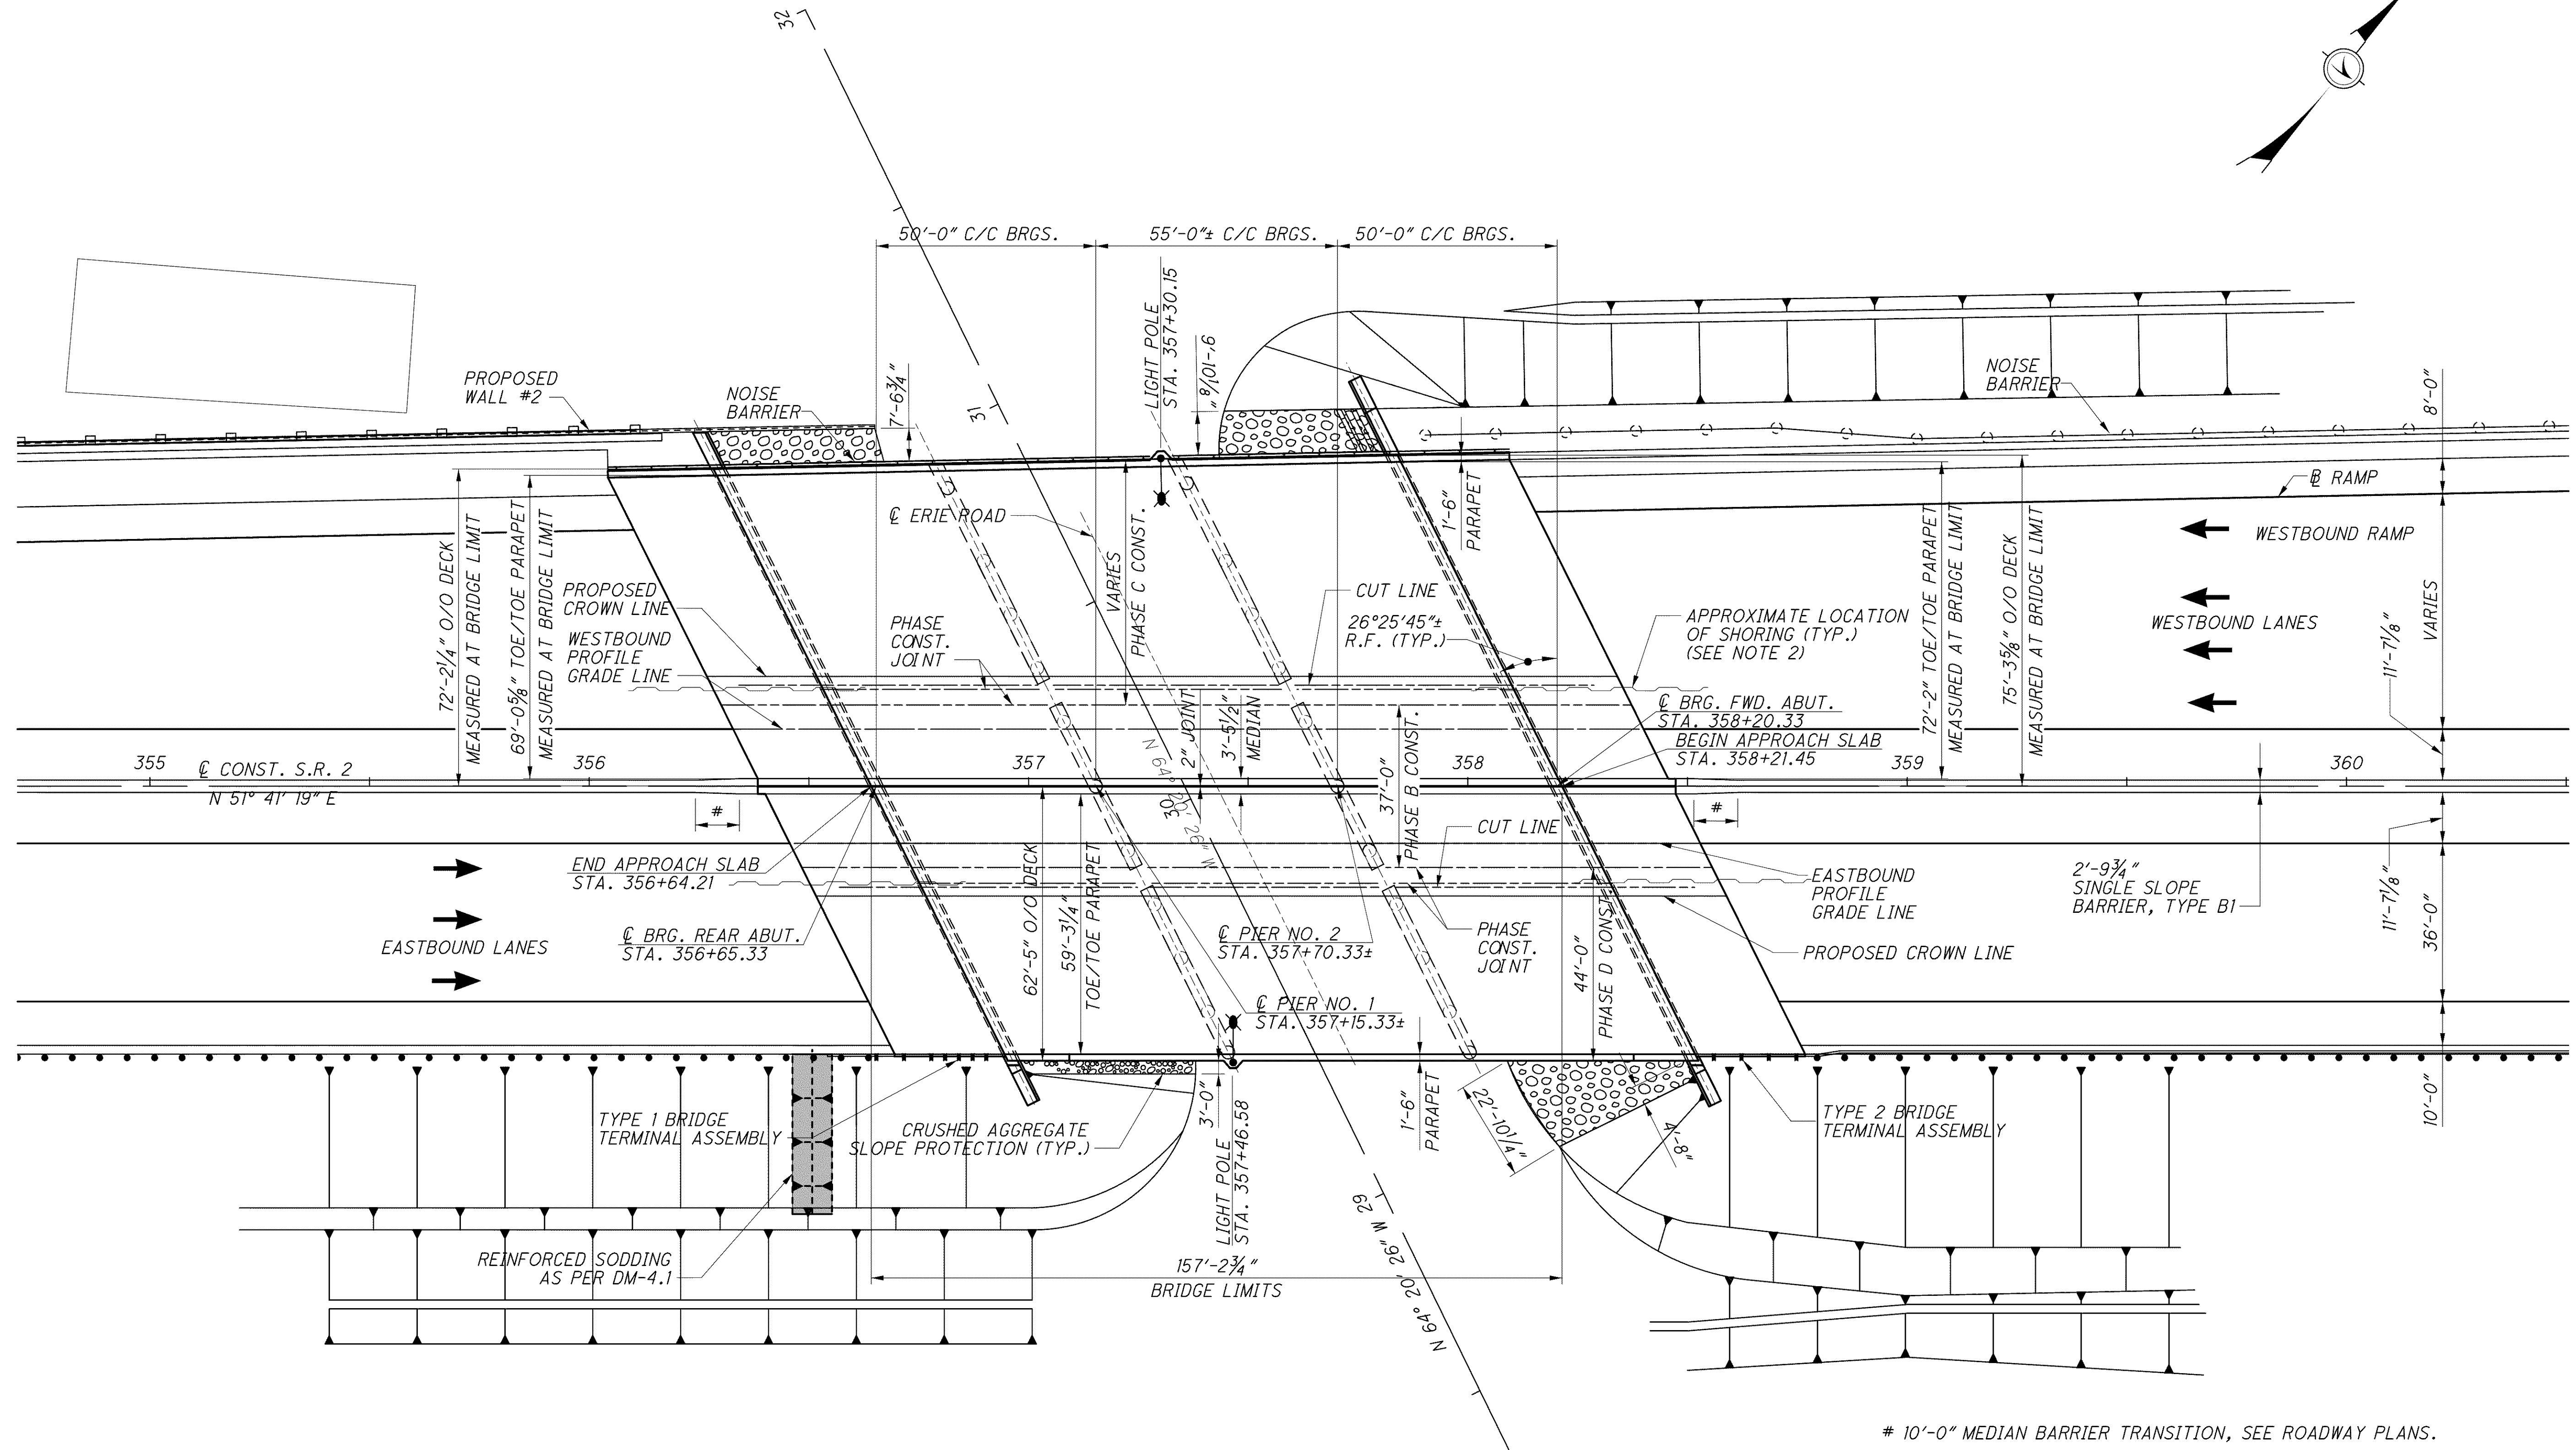 32
50'-0" C/C BRGS.
55'-0"± C/C BRGS.
50'-0" C/C BRGS.
LIGHT POLE
STA. 357+30.15
9'-10⅛"
7'-6¾"
31
PROPOSED
WALL #2
NOISE
BARRIER
NOISE
BARRIER
8'-0"
℄ ERIE ROAD
1'-6"
PARAPET
B̲L RAMP
WESTBOUND RAMP
WESTBOUND LANES
VARIES
11'-7⅞"
72'-2¼" O/O DECK
MEASURED AT BRIDGE LIMIT
69'-0⅝" TOE/TOE PARAPET
MEASURED AT BRIDGE LIMIT
PROPOSED
CROWN LINE
WESTBOUND
PROFILE
GRADE LINE
PHASE
CONST.
JOINT
VARIES
PHASE C CONST.
CUT LINE
26°25'45"±
R.F. (TYP.)
APPROXIMATE LOCATION
OF SHORING (TYP.)
(SEE NOTE 2)
72'-2" TOE/TOE PARAPET
MEASURED AT BRIDGE LIMIT
75'-3⅝" O/O DECK
MEASURED AT BRIDGE LIMIT
℄ BRG. FWD. ABUT.
STA. 358+20.33
BEGIN APPROACH SLAB
STA. 358+21.45
2" JOINT
3'-5½"
MEDIAN
N 64° 20' 26" W
30
37'-0"
PHASE B CONST.
355
℄ CONST. S.R. 2
N 51° 41' 19" E
356
357
358
359
360
#
#
CUT LINE
END APPROACH SLAB
STA. 356+64.21
℄ BRG. REAR ABUT.
STA. 356+65.33
EASTBOUND LANES
62'-5" O/O DECK
59'-3¼"
TOE/TOE PARAPET
℄ PIER NO. 2
STA. 357+70.33±
℄ PIER NO. 1
STA. 357+15.33±
PHASE
CONST.
JOINT
44'-0"
PHASE D CONST.
EASTBOUND
PROFILE
GRADE LINE
PROPOSED CROWN LINE
2'-9¾"
SINGLE SLOPE
BARRIER, TYPE B1
11'-7⅞"
36'-0"
10'-0"
TYPE 1 BRIDGE
TERMINAL ASSEMBLY
CRUSHED AGGREGATE
SLOPE PROTECTION (TYP.)
3'-0"
LIGHT POLE
STA. 357+46.58
1'-6"
PARAPET
22'-10¼"
4'-8"
TYPE 2 BRIDGE
TERMINAL ASSEMBLY
REINFORCED SODDING
AS PER DM-4.1
157'-2¾"
BRIDGE LIMITS
29
N 64° 20' 26" W
# 10'-0" MEDIAN BARRIER TRANSITION, SEE ROADWAY PLANS.